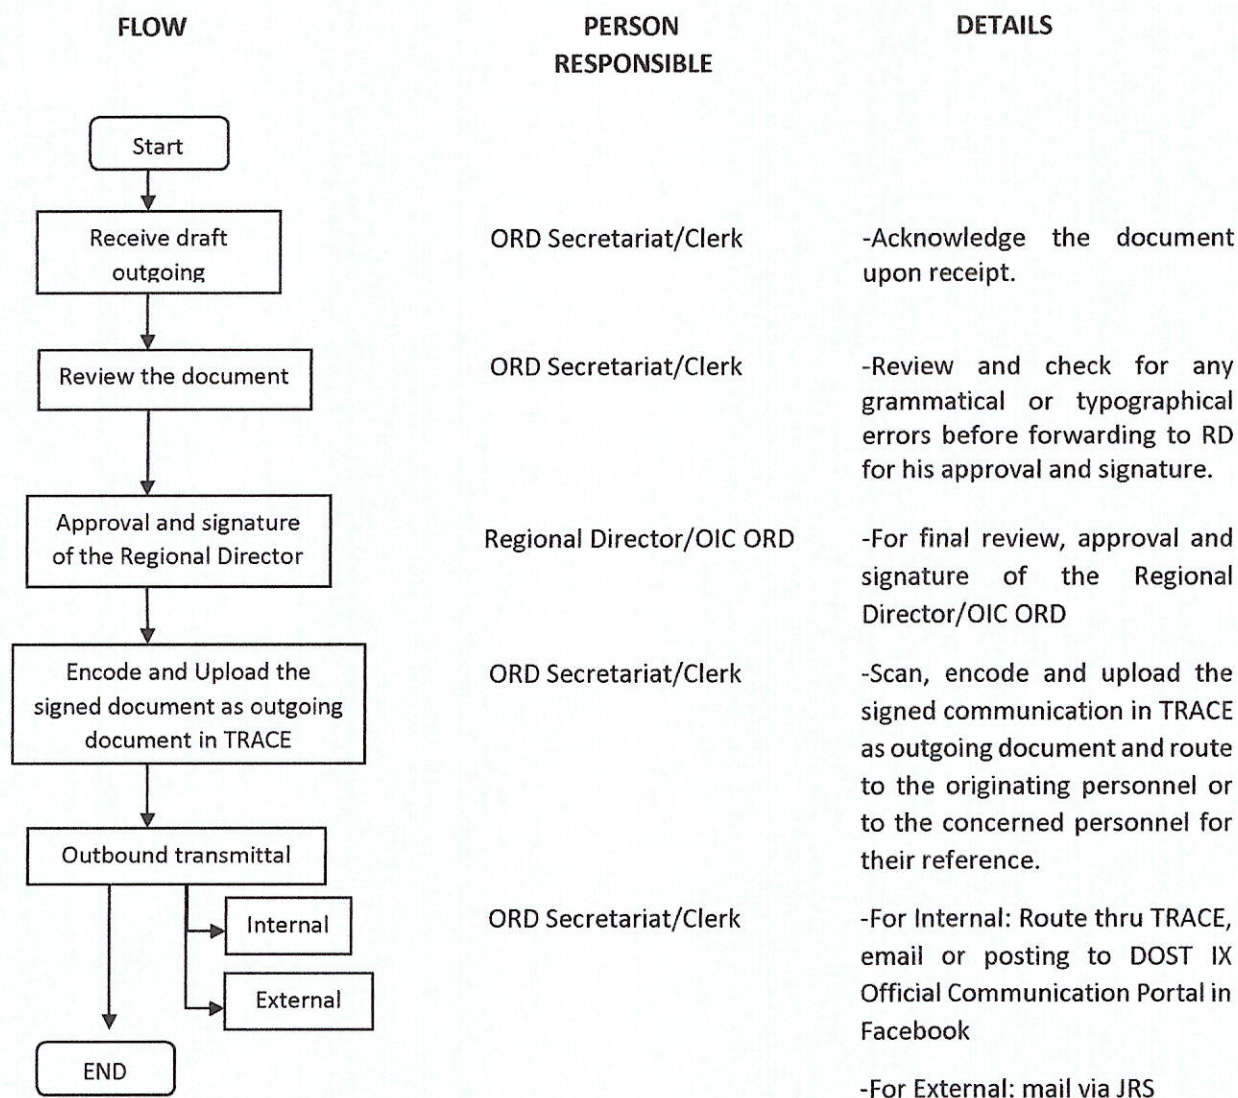 FLOW
PERSON
RESPONSIBLE
DETAILS
Start
Receive draft
outgoing
ORD Secretariat/Clerk
-Acknowledge the document
upon receipt.
Review the document
ORD Secretariat/Clerk
-Review and check for any
grammatical or typographical
errors before forwarding to RD
for his approval and signature.
Approval and signature
of the Regional Director
Regional Director/OIC ORD
-For final review, approval and
signature of the Regional
Director/OIC ORD
Encode and Upload the
signed document as outgoing
document in TRACE
ORD Secretariat/Clerk
-Scan, encode and upload the
signed communication in TRACE
as outgoing document and route
to the originating personnel or
to the concerned personnel for
their reference.
Outbound transmittal
Internal
External
ORD Secretariat/Clerk
-For Internal: Route thru TRACE,
email or posting to DOST IX
Official Communication Portal in
Facebook
END
-For External: mail via JRS